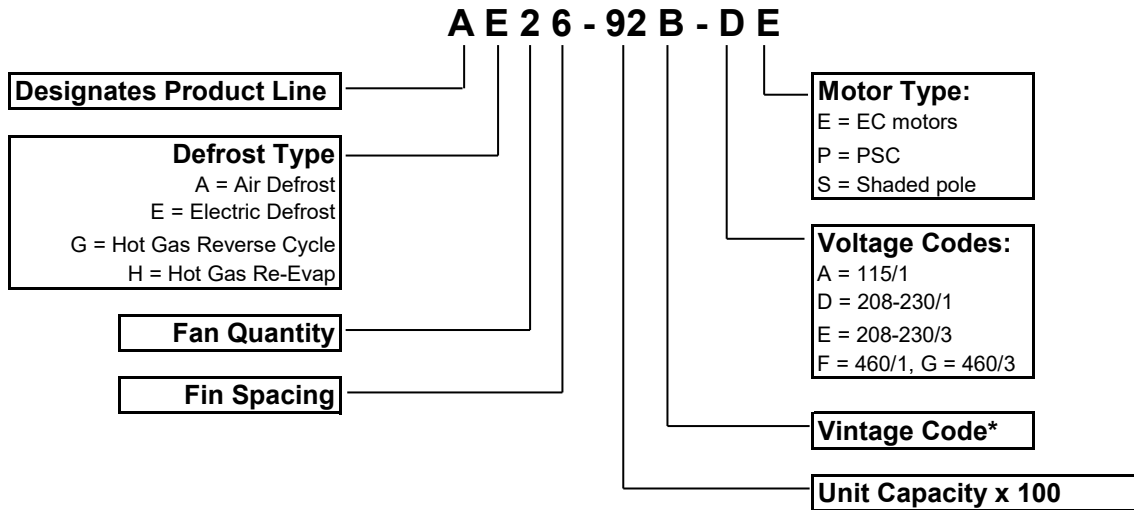 A E 2 6 - 92 B - D E
Designates Product Line
Defrost Type
A = Air Defrost
E = Electric Defrost
G = Hot Gas Reverse Cycle
H = Hot Gas Re-Evap
Fan Quantity
Fin Spacing
Motor Type:
E = EC motors
P = PSC
S = Shaded pole
Voltage Codes:
A = 115/1
D = 208-230/1
E = 208-230/3
F = 460/1, G = 460/3
Vintage Code*
Unit Capacity x 100